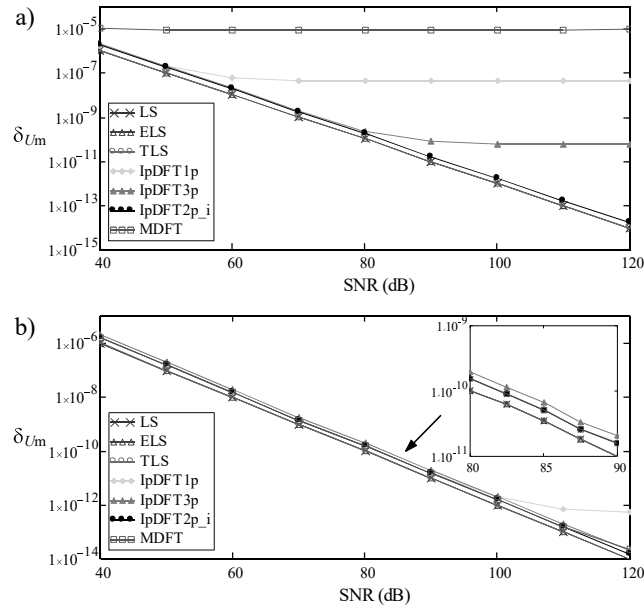 a)
1×10⁻⁵
1×10⁻⁷
1×10⁻⁹
1×10⁻¹¹
1×10⁻¹³
1×10⁻¹⁵
δUm
LS
ELS
TLS
IpDFT1p
IpDFT3p
IpDFT2p_i
MDFT
40 60 80 100 120
SNR (dB)
b)
1×10⁻⁶
1×10⁻⁸
1×10⁻¹⁰
1×10⁻¹²
1×10⁻¹⁴
δUm
LS
ELS
TLS
IpDFT1p
IpDFT3p
IpDFT2p_i
MDFT
1.10⁻⁹
1.10⁻¹⁰
1.10⁻¹¹
80 85 90
40 60 80 100 120
SNR (dB)